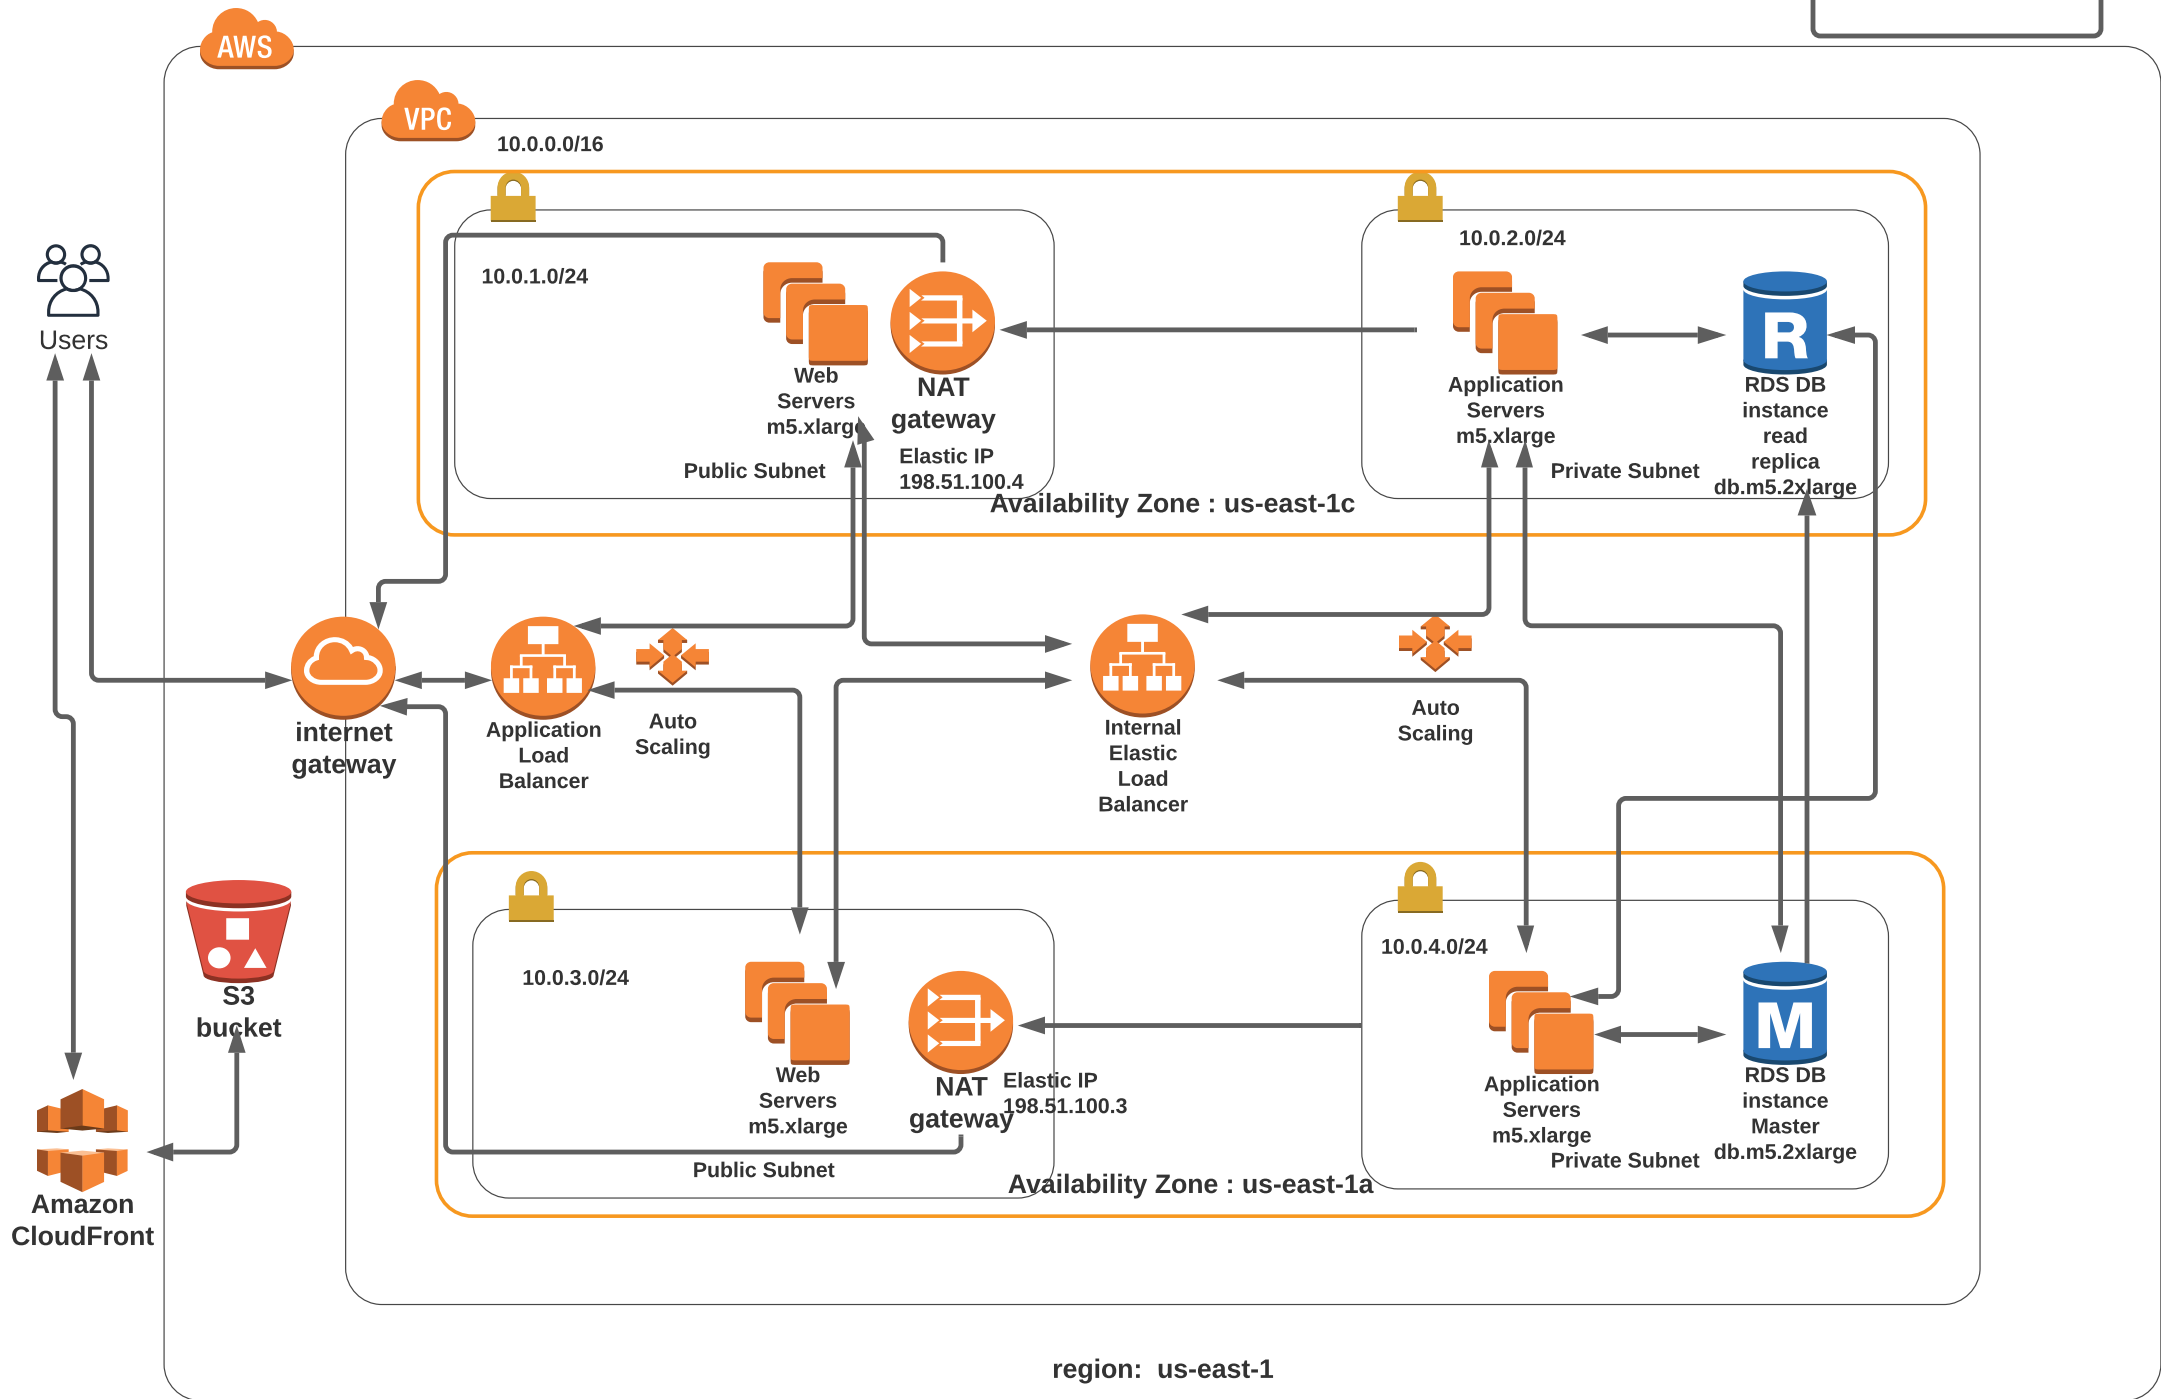 AWS
VPC
10.0.0.0/16
10.0.1.0/24
Web
Servers
m5.xlarge
NAT
gateway
Elastic IP
198.51.100.4
Public Subnet
10.0.2.0/24
Application
Servers
m5.xlarge
R
RDS DB
instance
read
replica
db.m5.2xlarge
Private Subnet
Availability Zone : us-east-1c
Users
internet
gateway
Application
Load
Balancer
Auto
Scaling
Internal
Elastic
Load
Balancer
Auto
Scaling
S3
bucket
Amazon
CloudFront
10.0.3.0/24
Web
Servers
m5.xlarge
NAT
gateway
Elastic IP
198.51.100.3
Public Subnet
10.0.4.0/24
Application
Servers
m5.xlarge
M
RDS DB
instance
Master
db.m5.2xlarge
Private Subnet
Availability Zone : us-east-1a
region:  us-east-1